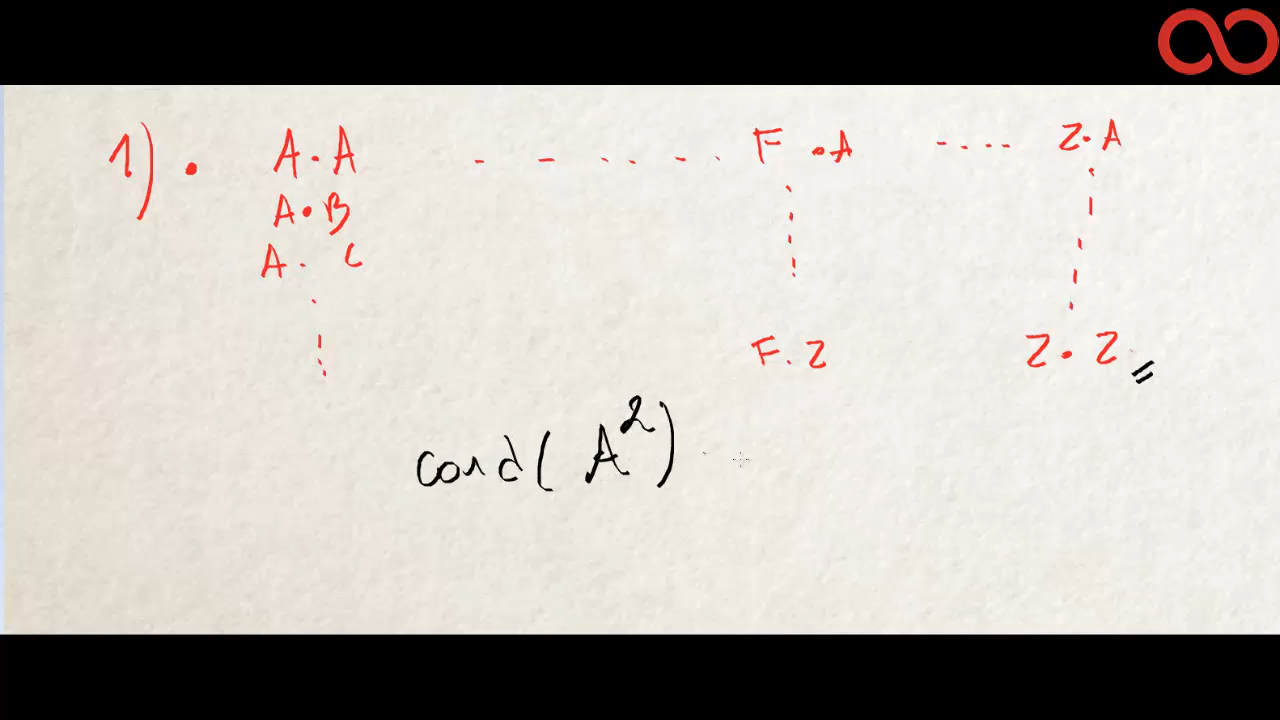 1) • A.A - - .. - . F .A - .... Z.A
A.B
A. C
F.Z Z.Z
card(A²)